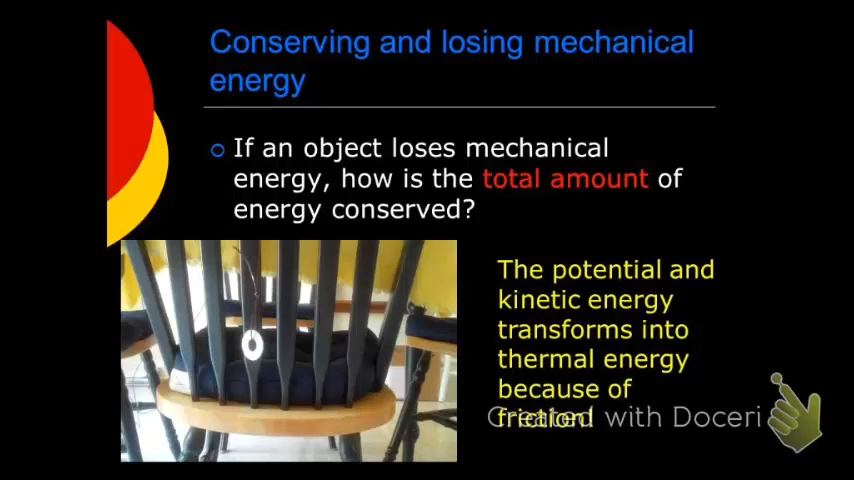 Conserving and losing mechanical
energy
If an object loses mechanical
energy, how is the total amount of
energy conserved?
The potential and
kinetic energy
transforms into
thermal energy
because of
friction!
Created with Doceri